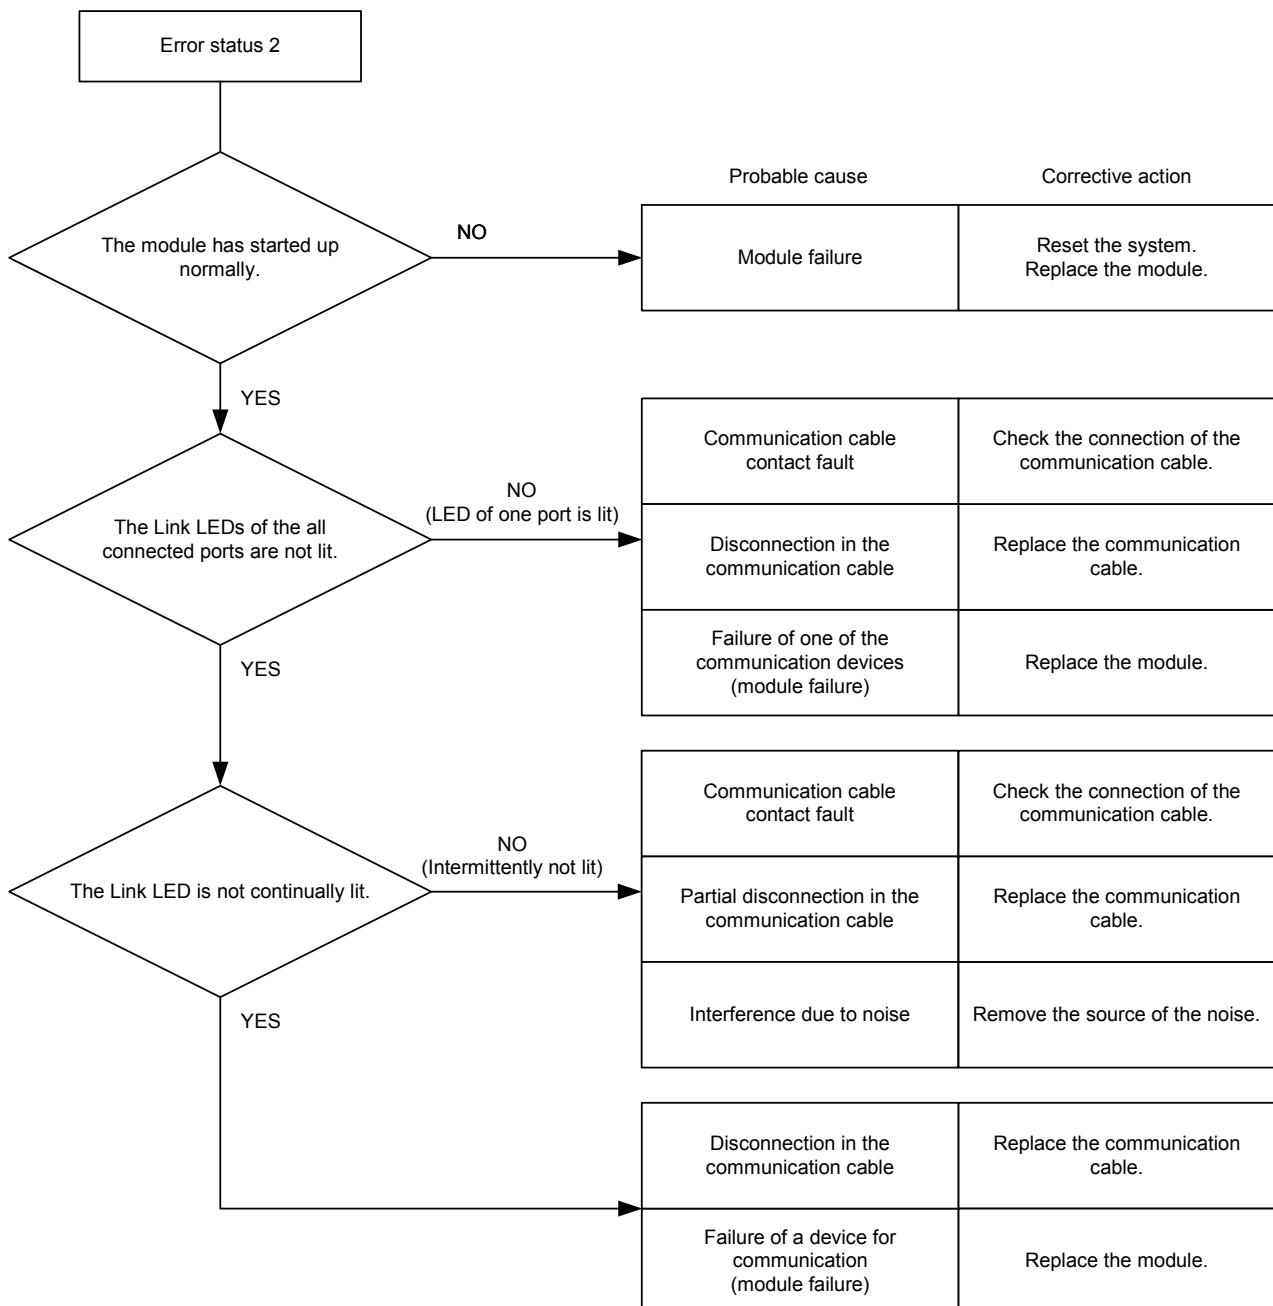 Error status 2
Probable cause
Corrective action
The module has started up
normally.
NO
Module failure
Reset the system.
Replace the module.
YES
The Link LEDs of the all
connected ports are not lit.
NO
(LED of one port is lit)
Communication cable
contact fault
Check the connection of the
communication cable.
Disconnection in the
communication cable
Replace the communication
cable.
Failure of one of the
communication devices
(module failure)
Replace the module.
YES
The Link LED is not continually lit.
NO
(Intermittently not lit)
Communication cable
contact fault
Check the connection of the
communication cable.
Partial disconnection in the
communication cable
Replace the communication
cable.
Interference due to noise
Remove the source of the noise.
YES
Disconnection in the
communication cable
Replace the communication
cable.
Failure of a device for
communication
(module failure)
Replace the module.